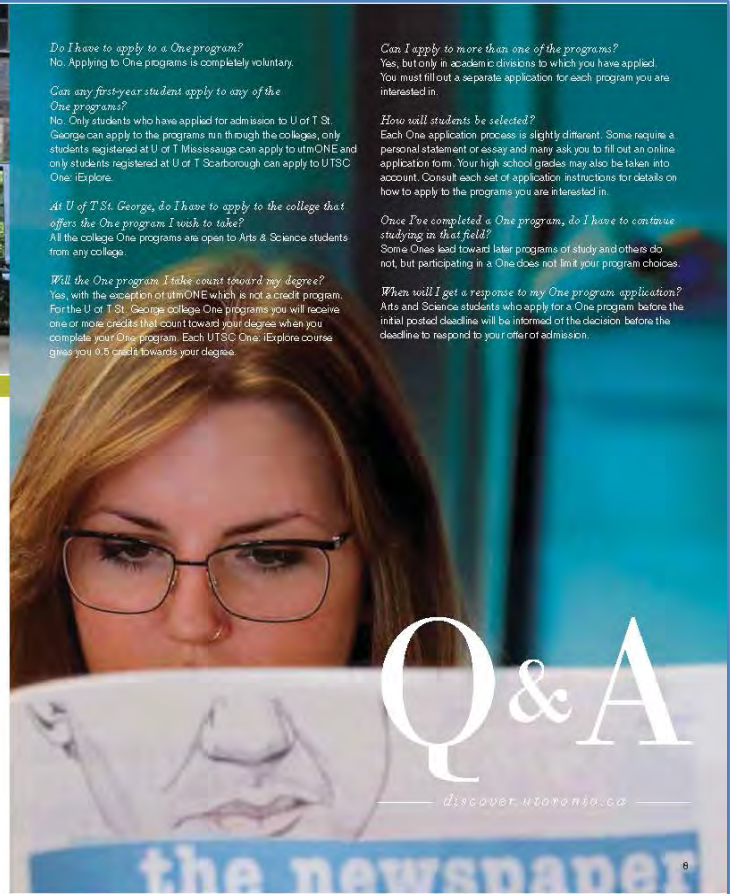 Do I have to apply to a One program?
No. Applying to One programs is completely voluntary.
Can any first-year student apply to any of the
One programs?
No. Only students who have applied for admission to U of T St.
George can apply to the programs run through the colleges, only
students registered at U of T Mississauga can apply to utmONE and
only students registered at U of T Scarborough can apply to UTSC
One: iExplore.
At U of T St. George, do I have to apply to the college that
offers the One program I wish to take?
All the college One programs are open to Arts & Science students
from any college.
Will the One program I take count toward my degree?
Yes, with the exception of utmONE which is not a credit program.
For the U of T St. George college One programs you will receive
one or more credits that count toward your degree when you
complete your One program. Each UTSC One: iExplore course
gives you 0.5 credit towards your degree.
Can I apply to more than one of the programs?
Yes, but only in academic divisions to which you have applied.
You must fill out a separate application for each program you are
interested in.
How will students be selected?
Each One application process is slightly different. Some require a
personal statement or essay and many ask you to fill out an online
application form. Your high school grades may also be taken into
account. Consult each set of application instructions for details on
how to apply to the programs you are interested in.
Once I've completed a One program, do I have to continue
studying in that field?
Some Ones lead toward later programs of study and others do
not, but participating in a One does not limit your program choices.
When will I get a response to my One program application?
Arts and Science students who apply for a One program before the
initial posted deadline will be informed of the decision before the
deadline to respond to your offer of admission.
Q & A
discover.utoronto.ca
the newspaper